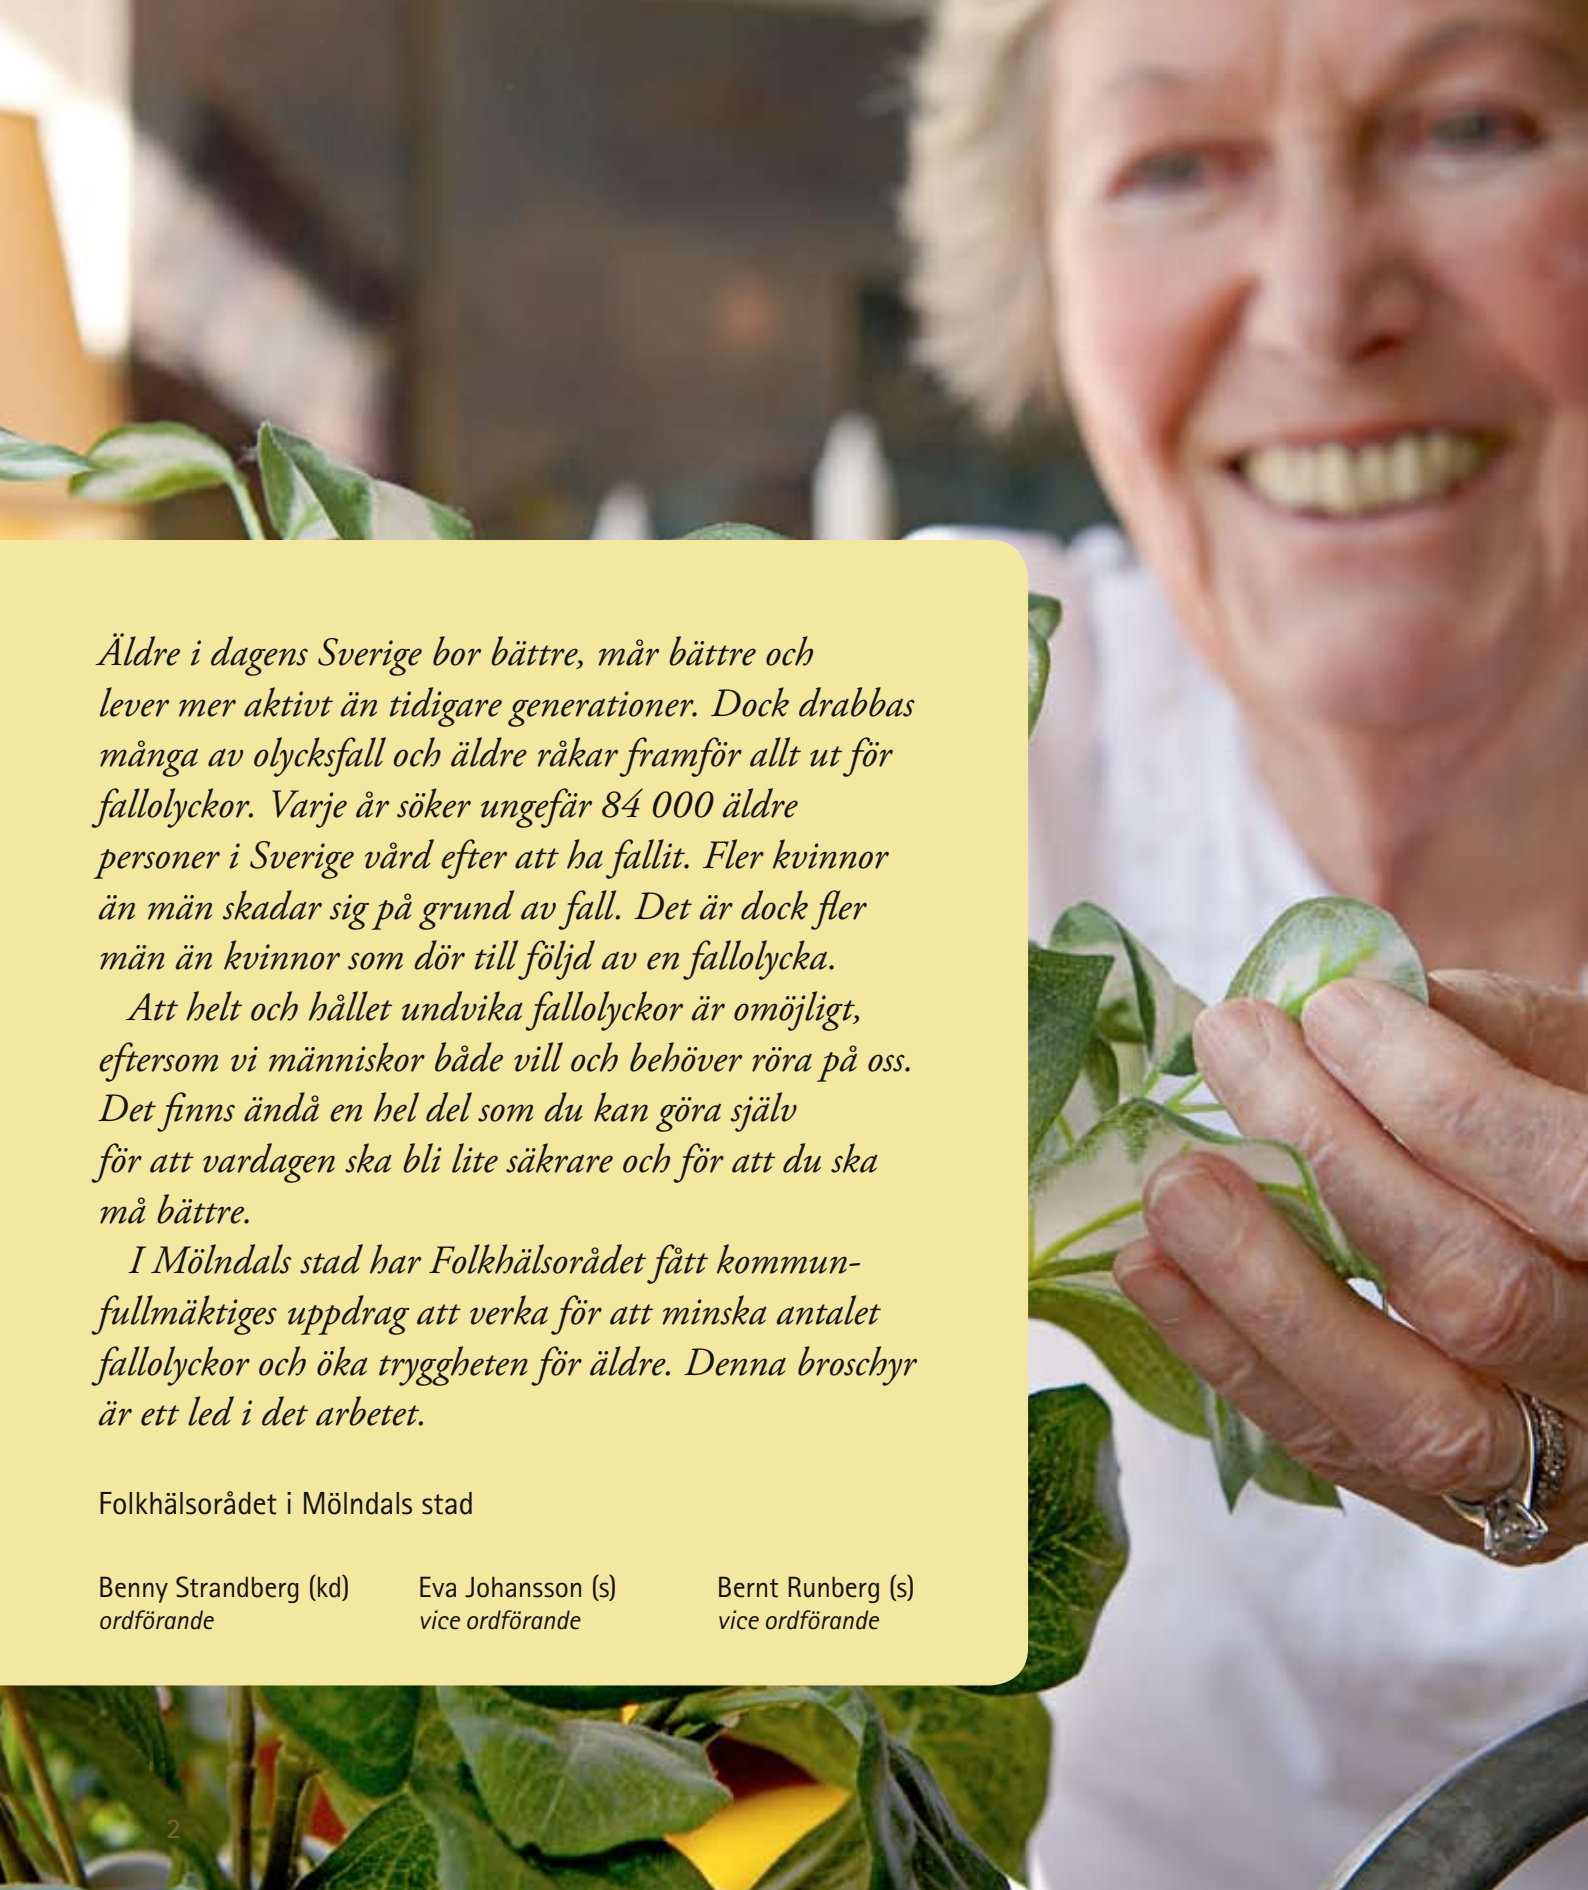 Äldre i dagens Sverige bor bättre, mår bättre och
lever mer aktivt än tidigare generationer. Dock drabbas
många av olycksfall och äldre råkar framför allt ut för
fallolyckor. Varje år söker ungefär 84 000 äldre
personer i Sverige vård efter att ha fallit. Fler kvinnor
än män skadar sig på grund av fall. Det är dock fler
män än kvinnor som dör till följd av en fallolycka.
Att helt och hållet undvika fallolyckor är omöjligt,
eftersom vi människor både vill och behöver röra på oss.
Det finns ändå en hel del som du kan göra själv
för att vardagen ska bli lite säkrare och för att du ska
må bättre.
I Mölndals stad har Folkhälsorådet fått kommun-
fullmäktiges uppdrag att verka för att minska antalet
fallolyckor och öka tryggheten för äldre. Denna broschyr
är ett led i det arbetet.
Folkhälsorådet i Mölndals stad
Benny Strandberg (kd) Eva Johansson (s) Bernt Runberg (s)
ordförande vice ordförande vice ordförande
2